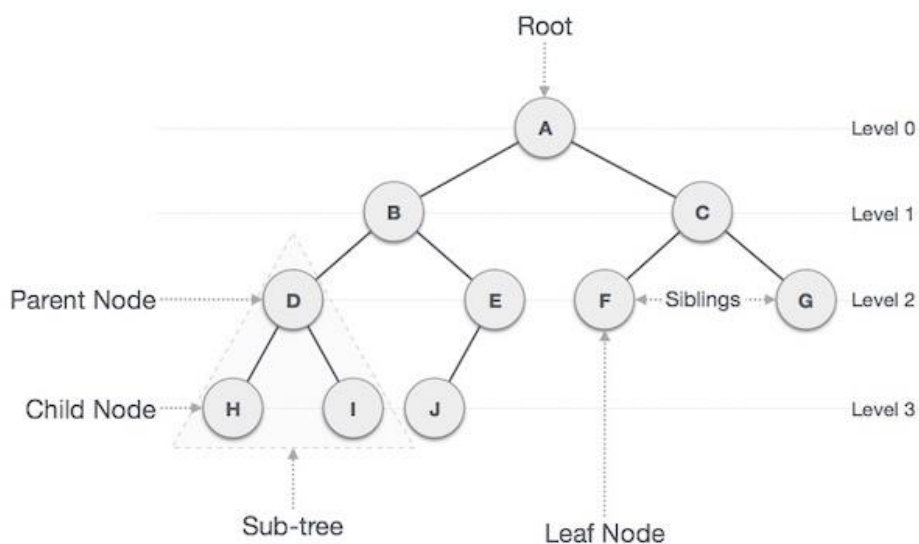 Root
A
Level 0
B
C
Level 1
Parent Node
D
E
F
Siblings
G
Level 2
Child Node
H
I
J
Level 3
Sub-tree
Leaf Node